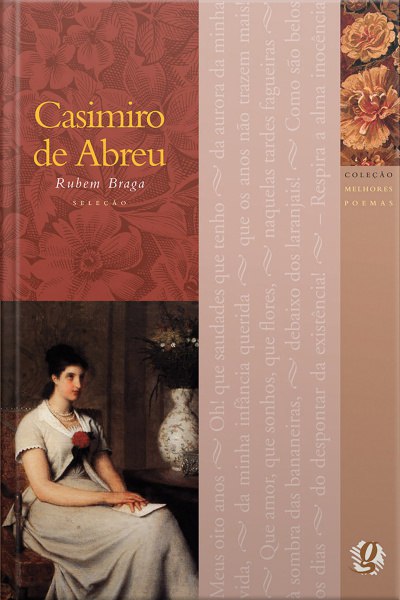 Casimiro
de Abreu
Rubem Braga
SELEÇÃO
Meus oito anos ~ Oh! que saudades que tenho ~ da aurora da minha
vida, ~ da minha infância querida ~ que os anos não trazem mais!
~ Que amor, que sonhos, que flores, ~ naquelas tardes fagueiras ~
à sombra das bananeiras, ~ debaixo dos laranjais! ~ Como são belos
os dias ~ do despontar da existência! ~ – Respira a alma inocência
COLEÇÃO
MELHORES
POEMAS
g